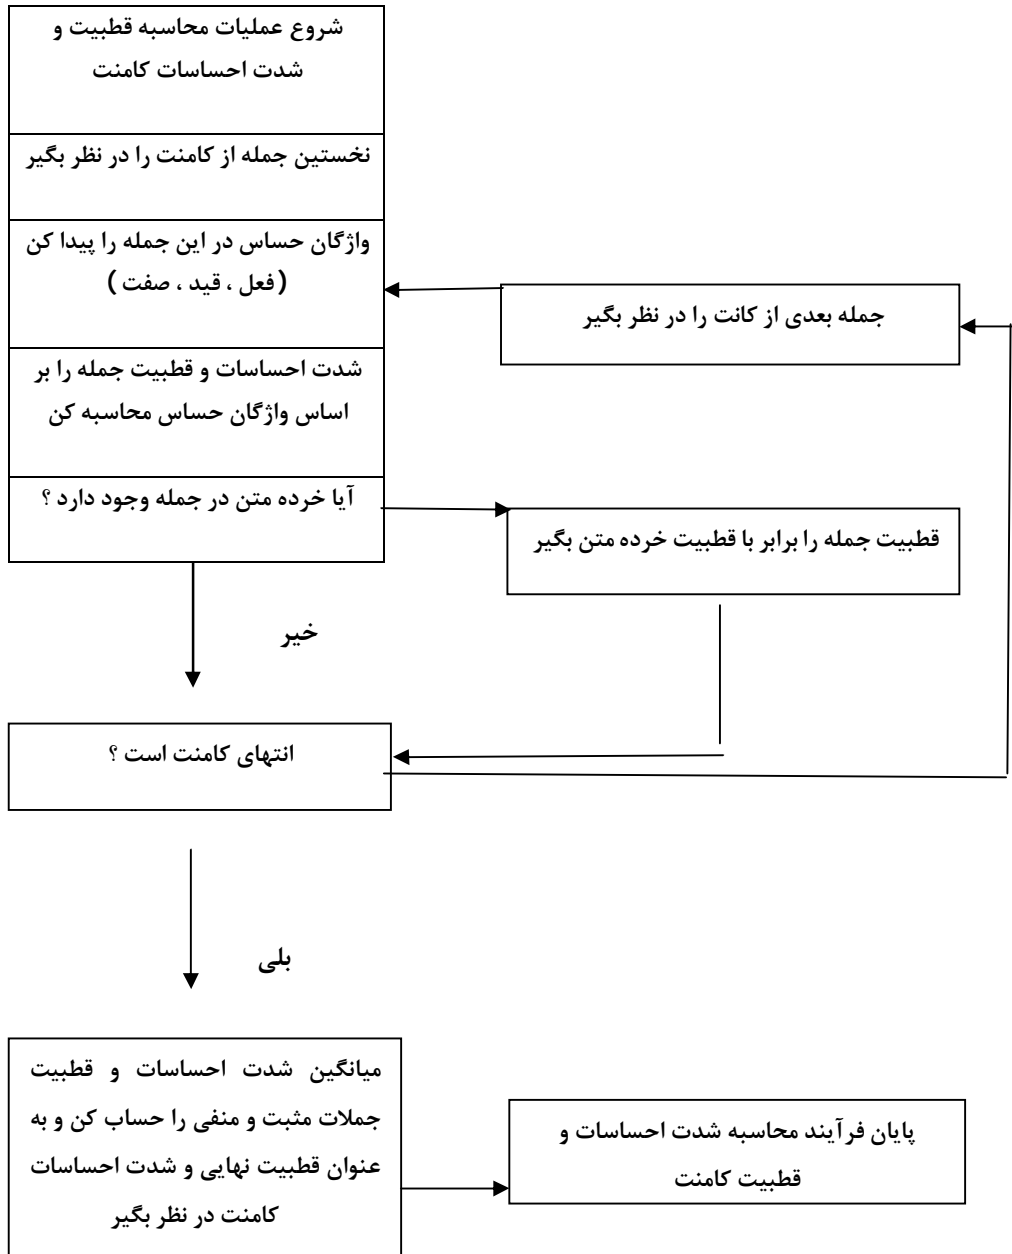 شروع عملیات محاسبه قطبیت و
شدت احساسات کامنت
نخستین جمله از کامنت را در نظر بگیر
واژگان حساس در این جمله را پیدا کن
( فعل ، قید ، صفت )
جمله بعدی از کانت را در نظر بگیر
شدت احساسات و قطبیت جمله را بر
اساس واژگان حساس محاسبه کن
آیا خرده متن در جمله وجود دارد ؟
قطبیت جمله را برابر با قطبیت خرده متن بگیر
خیر
انتهای کامنت است ؟
بلی
میانگین شدت احساسات و قطبیت
جملات مثبت و منفی را حساب کن و به
عنوان قطبیت نهایی و شدت احساسات
کامنت در نظر بگیر
پایان فرآیند محاسبه شدت احساسات و
قطبیت کامنت